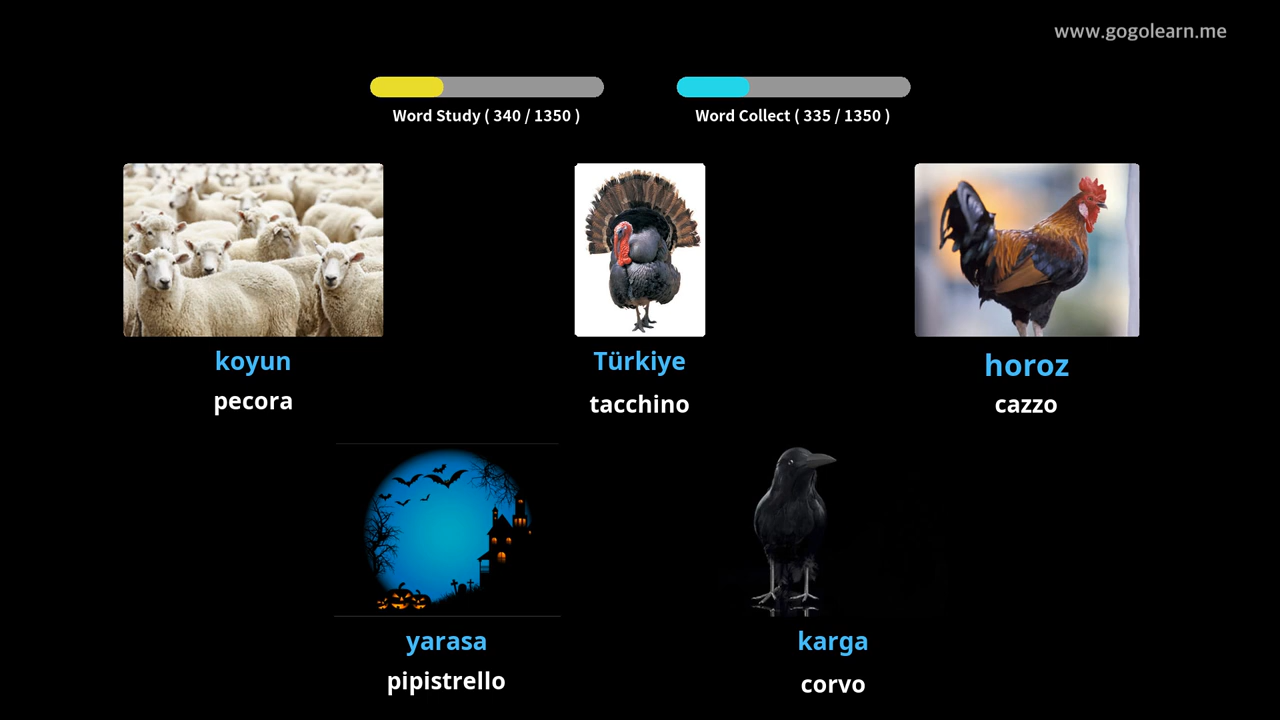 www.gogolearn.me
Word Study ( 340 / 1350 )
Word Collect ( 335 / 1350 )
koyun
Türkiye
horoz
pecora
tacchino
cazzo
yarasa
karga
pipistrello
corvo